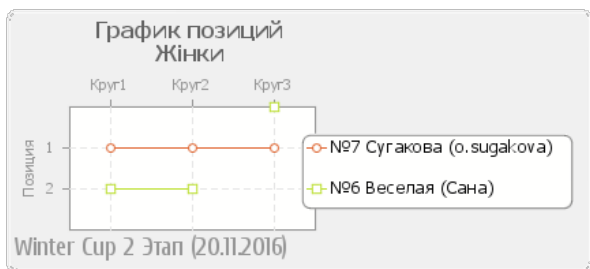 График позиций
Жінки
Круг1 Круг2 Круг3
Позиция
1
2
№7 Сугакова (o.sugakova)
№6 Веселая (Сана)
Winter Cup 2 Этап (20.11.2016)